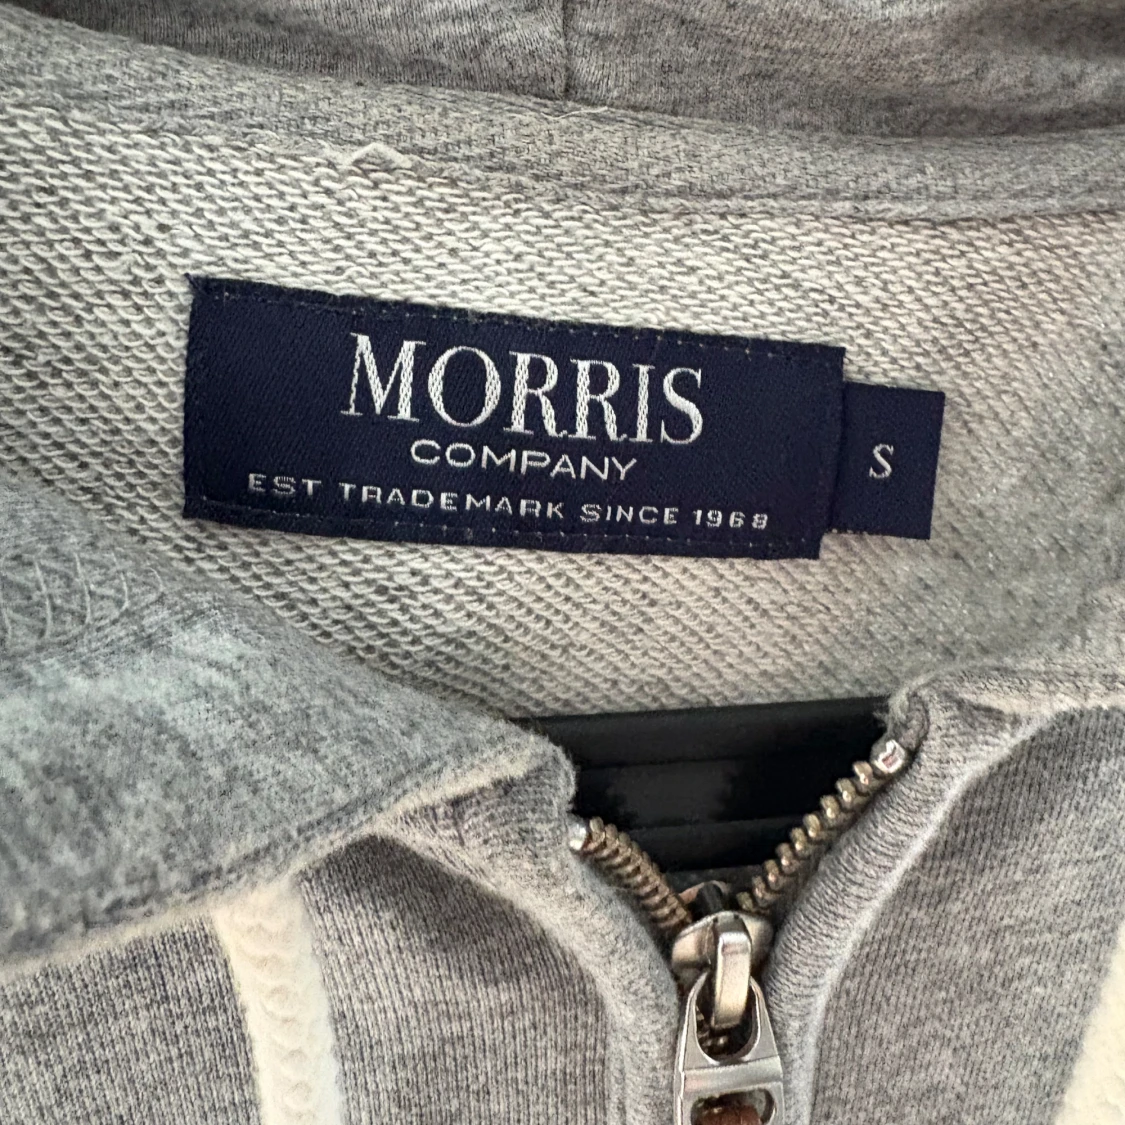 MORRIS
COMPANY
EST TRADEMARK SINCE 1968
S